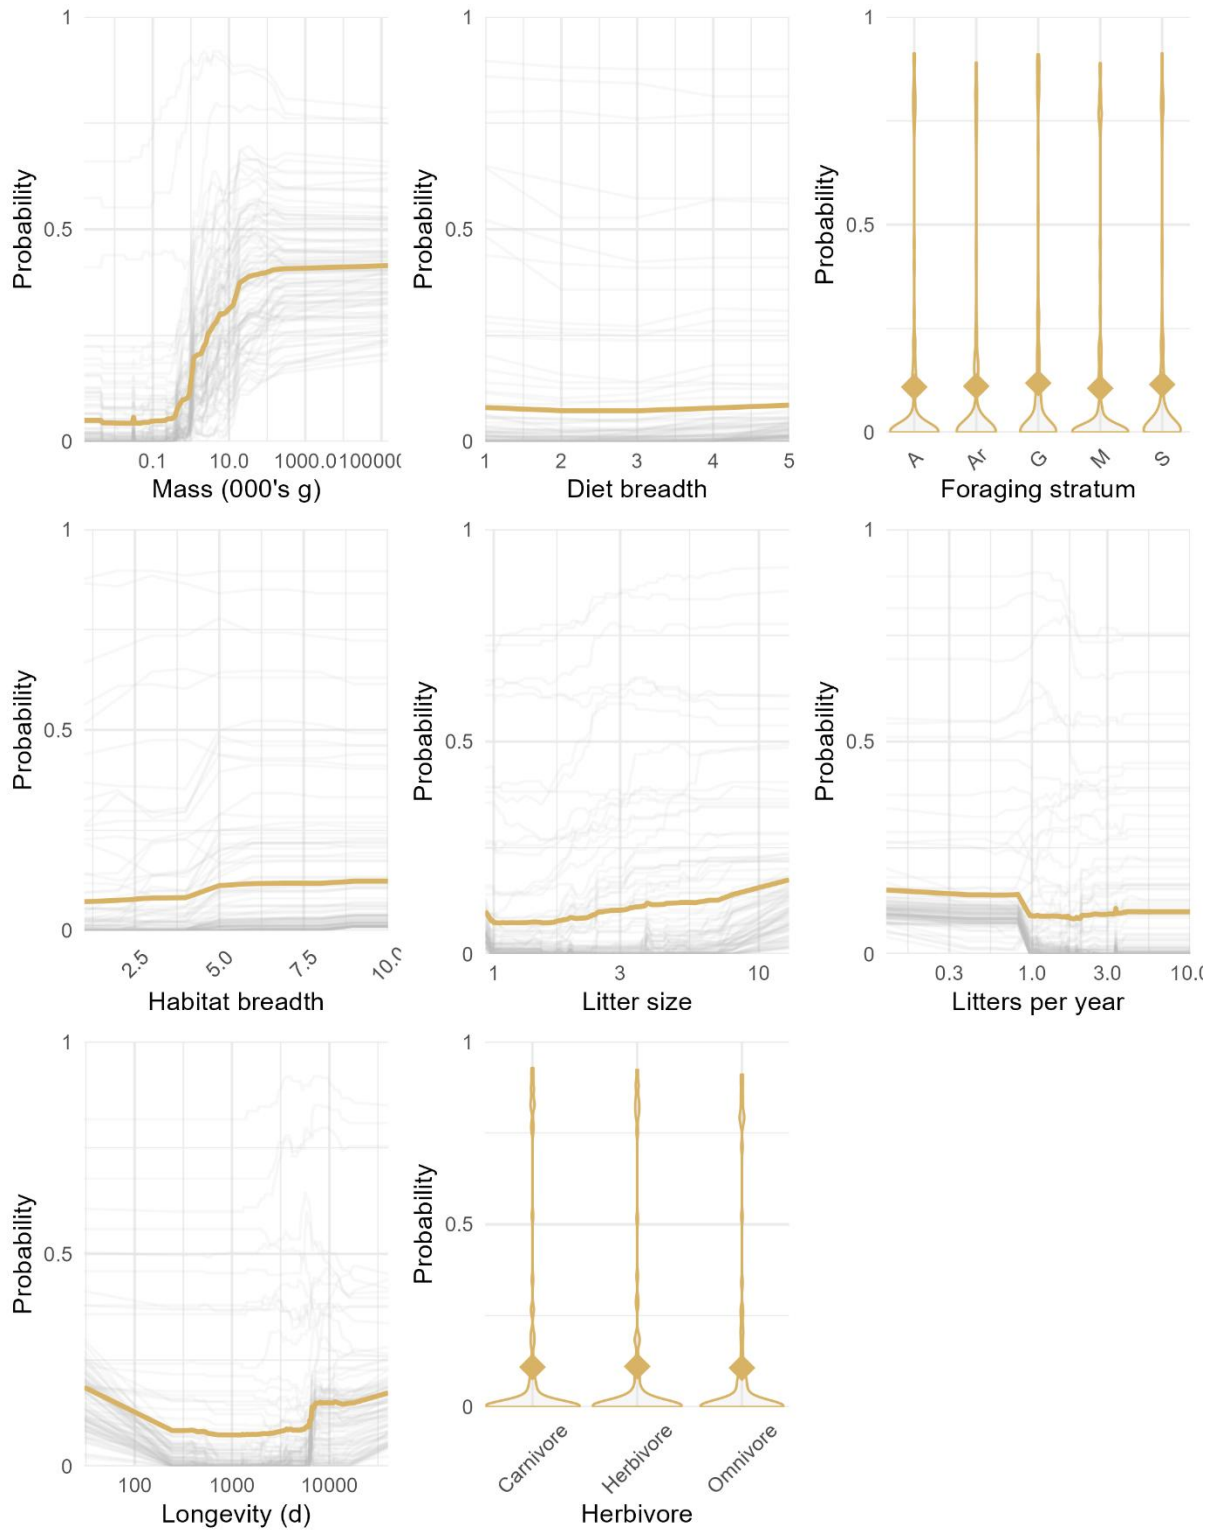 1
1
1
Probability
Probability
Probability
0.5
0.5
0.5
0
0
0
0.1 10.0 1000.0100000
1 2 3 4 5
A Ar G M S
Mass (000's g)
Diet breadth
Foraging stratum
1
1
1
Probability
Probability
Probability
0.5
0.5
0.5
0
0
0
2.5 5.0 7.5 10.0
1 3 10
0.3 1.0 3.0 10.0
Habitat breadth
Litter size
Litters per year
1
1
Probability
Probability
0.5
0.5
0
0
100 1000 10000
Carnivore Herbivore Omnivore
Longevity (d)
Herbivore